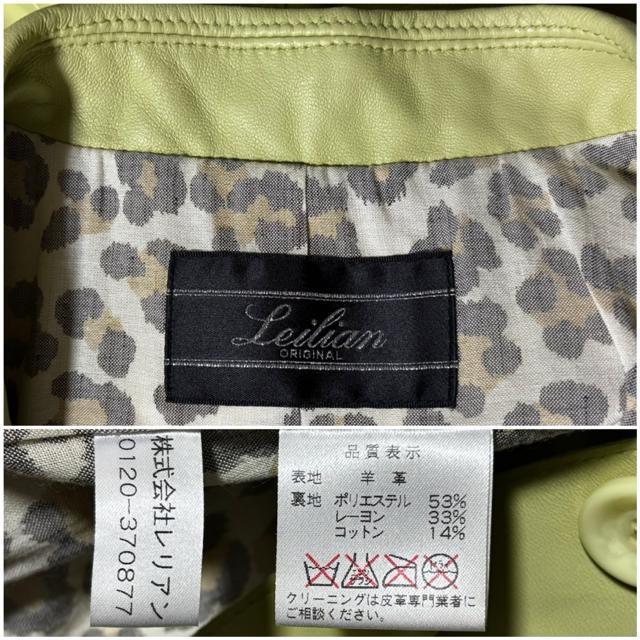 Leilian
ORIGINAL
株式会社レリアン
0120-370877
品質表示
表地 羊革
裏地 ポリエステル 53%
レーヨン 33%
コットン 14%
クリーニングは皮革専門業者に
ご相談ください。